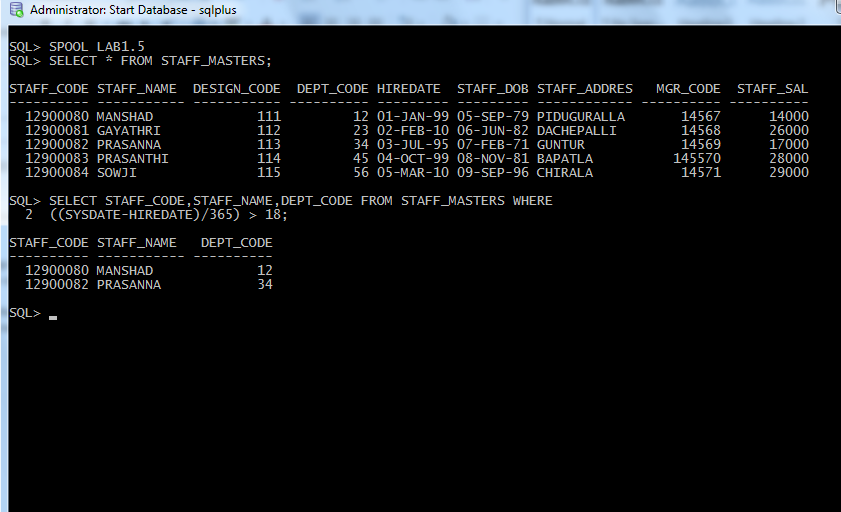 Administrator: Start Database - sqlplus
SQL> SPOOL LAB1.5
SQL> SELECT * FROM STAFF_MASTERS;
STAFF_CODE STAFF_NAME  DESIGN_CODE  DEPT_CODE HIREDATE  STAFF_DOB STAFF_ADDRES   MGR_CODE  STAFF_SAL
---------- ----------- ----------- ---------- --------- --------- ------------ ---------- ----------
  12900080 MANSHAD             111         12 01-JAN-99 05-SEP-79 PIDUGURALLA       14567      14000
  12900081 GAYATHRI            112         23 02-FEB-10 06-JUN-82 DACHEPALLI        14568      26000
  12900082 PRASANNA            113         34 03-JUL-95 07-FEB-71 GUNTUR            14569      17000
  12900083 PRASANTHI           114         45 04-OCT-99 08-NOV-81 BAPATLA          145570      28000
  12900084 SOWJI               115         56 05-MAR-10 09-SEP-96 CHIRALA           14571      29000
SQL> SELECT STAFF_CODE,STAFF_NAME,DEPT_CODE FROM STAFF_MASTERS WHERE
  2  ((SYSDATE-HIREDATE)/365) > 18;
STAFF_CODE STAFF_NAME   DEPT_CODE
---------- ----------- ----------
  12900080 MANSHAD             12
  12900082 PRASANNA            34
SQL> _